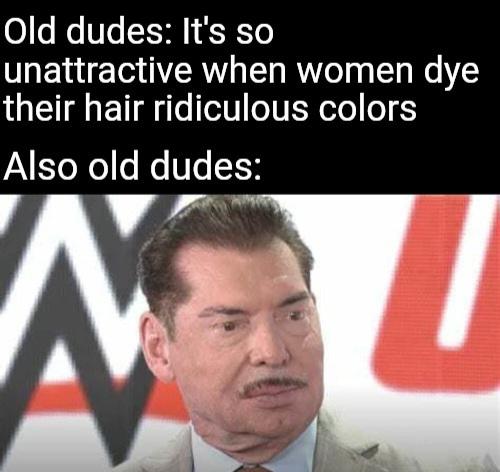 Old dudes: It's so
unattractive when women dye
their hair ridiculous colors
Also old dudes: